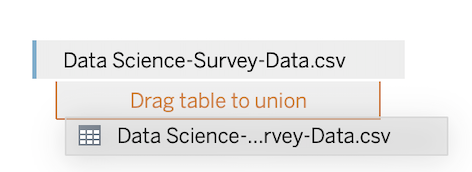 Data Science-Survey-Data.csv
Drag table to union
Data Science-...rvey-Data.csv